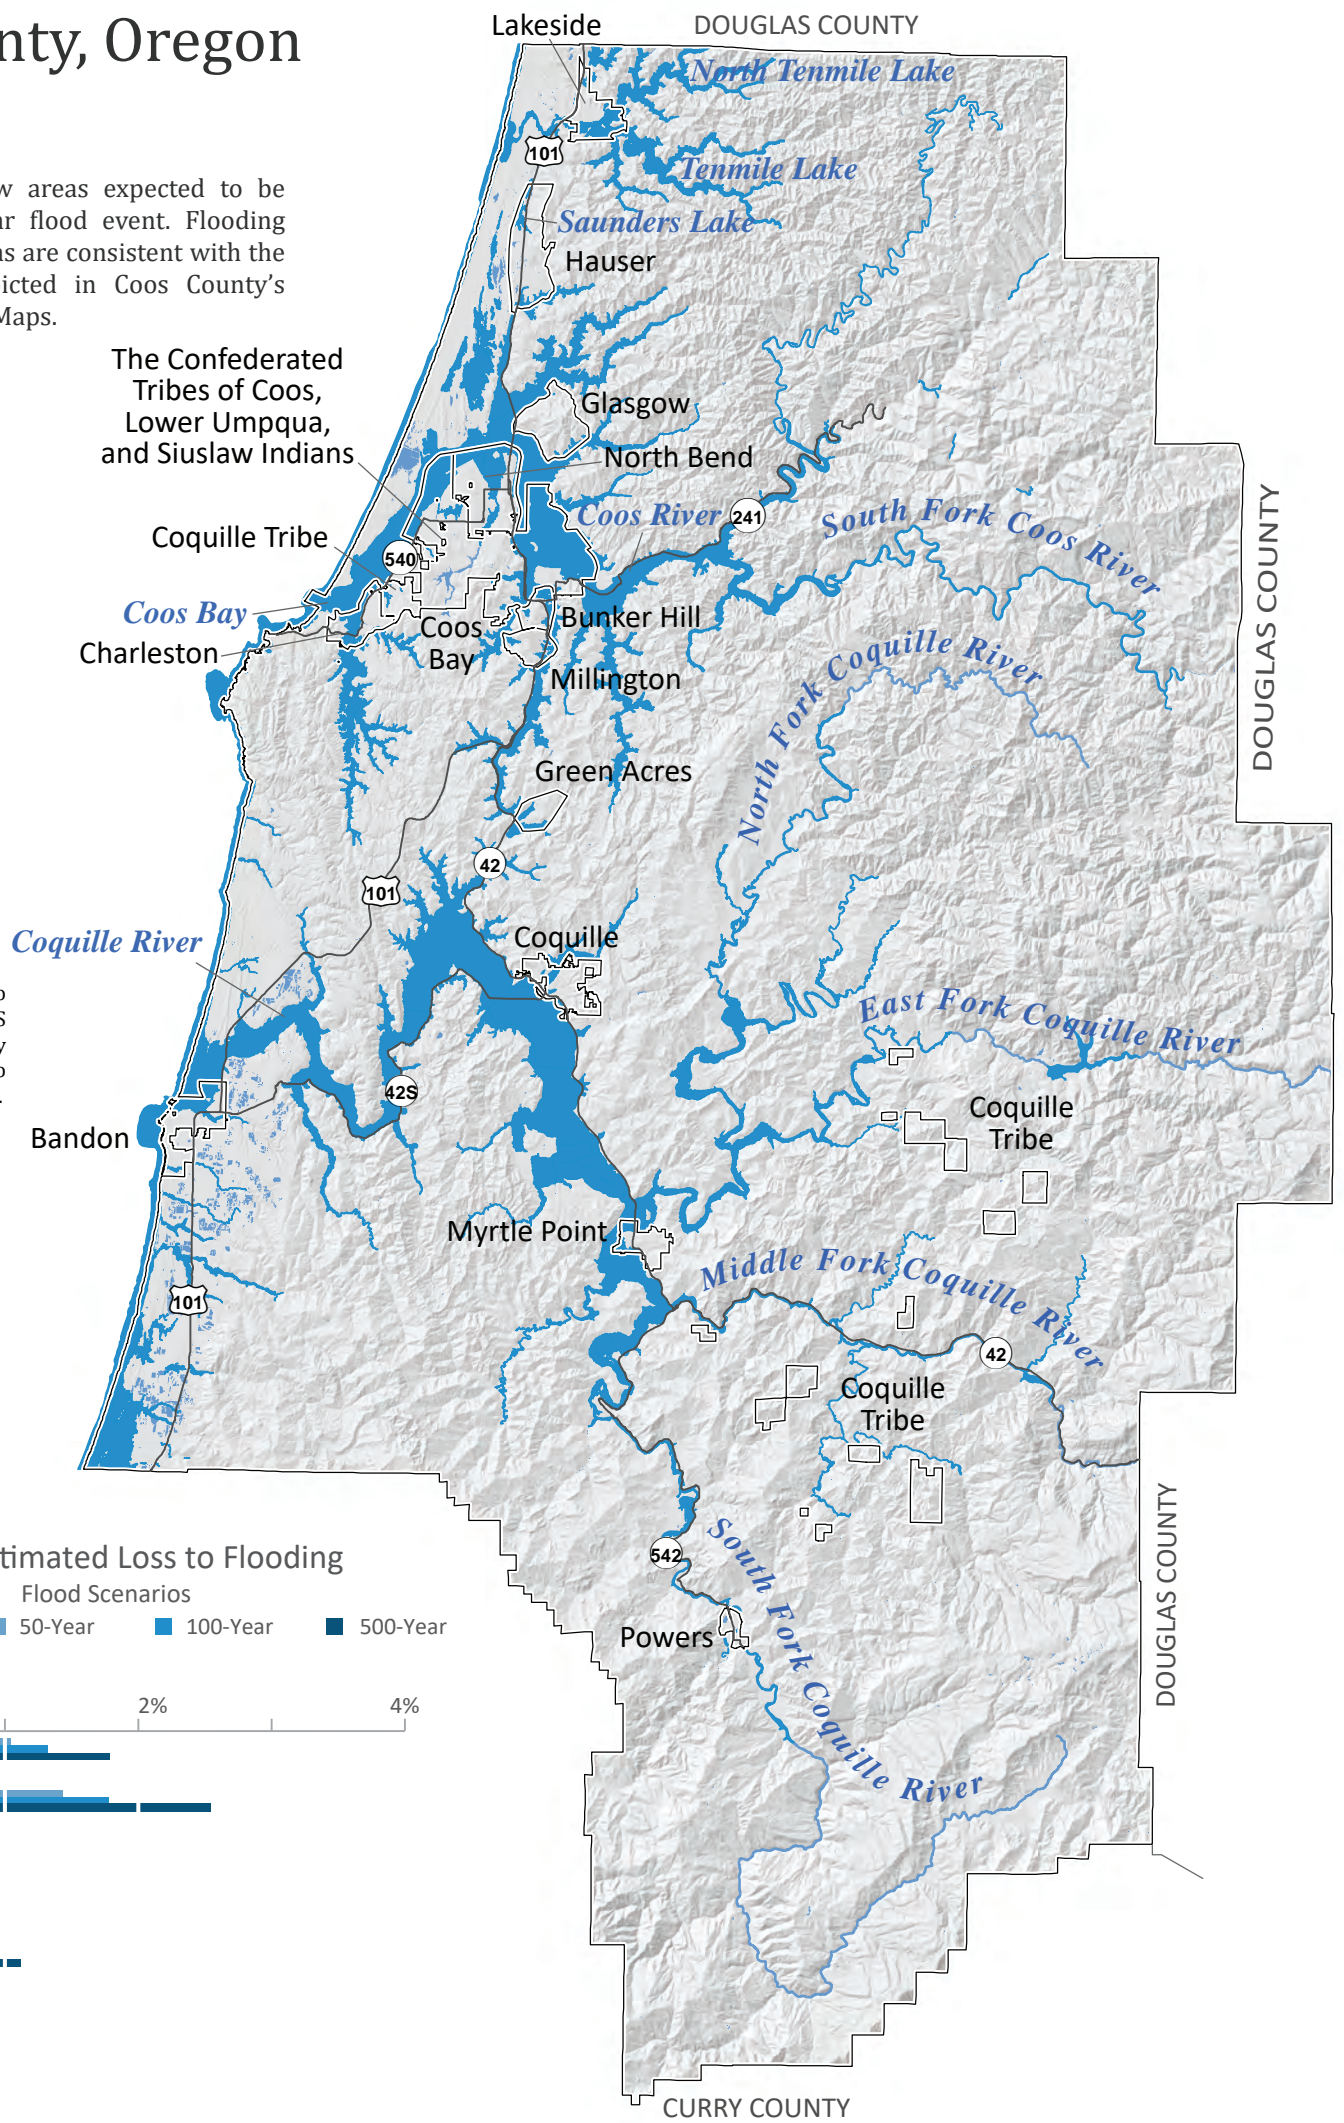 nty, Oregon
Lakeside
DOUGLAS COUNTY
North Tenmile Lake
101
Tenmile Lake
w areas expected to be
ar flood event. Flooding
ns are consistent with the
icted in Coos County's
Maps.
Saunders Lake
Hauser
The Confederated
Tribes of Coos,
Lower Umpqua,
and Siuslaw Indians
Glasgow
North Bend
Coos River
241
South Fork Coos River
DOUGLAS COUNTY
Coquille Tribe
540
Coos Bay
Charleston
Coos
Bay
Bunker Hill
Millington
North Fork Coquille River
Green Acres
42
101
Coquille River
Coquille
East Fork Coquille River
42S
Bandon
Coquille
Tribe
Myrtle Point
Middle Fork Coquille River
101
42
Coquille
Tribe
DOUGLAS COUNTY
542
South Fork Coquille River
Powers
timated Loss to Flooding
Flood Scenarios
50-Year
100-Year
500-Year
2%
4%
CURRY COUNTY